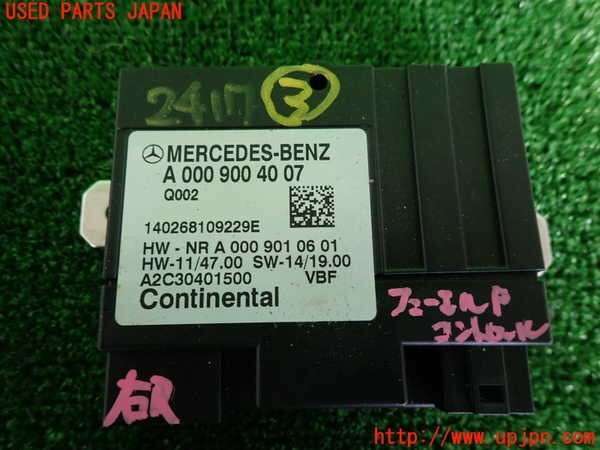 USED PARTS JAPAN
2417 ③
MERCEDES-BENZ
A 000 900 40 07
Q002
140268109229E
HW - NR A 000 901 06 01
HW-11/47.00 SW-14/19.00
A2C30401500 VBF
Continental
フューエルP
コントロール
右R
http://www.upjpn.com/